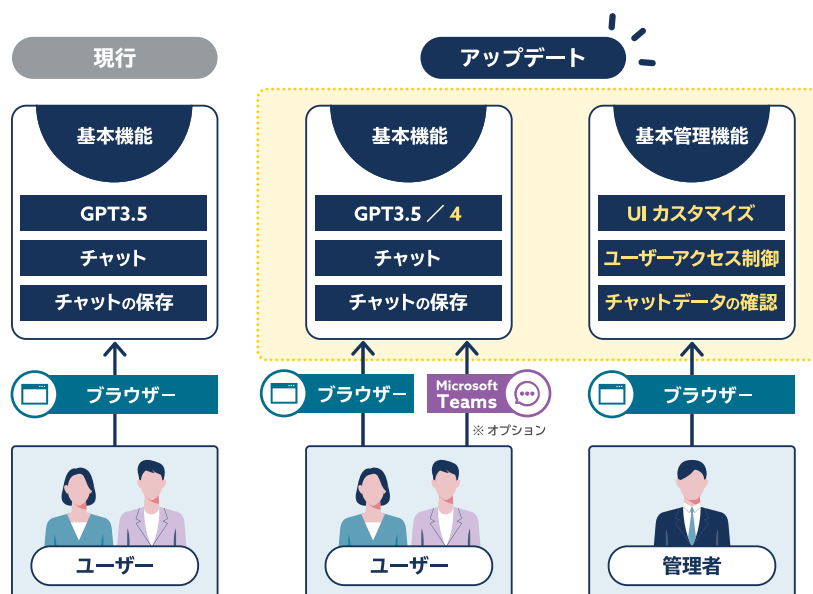 現行
アップデート
基本機能
GPT3.5
チャット
チャットの保存
ブラウザー
ユーザー
基本機能
GPT3.5 ／ 4
チャット
チャットの保存
ブラウザー
Microsoft
Teams
※ オプション
ユーザー
基本管理機能
UI カスタマイズ
ユーザーアクセス制御
チャットデータの確認
ブラウザー
管理者